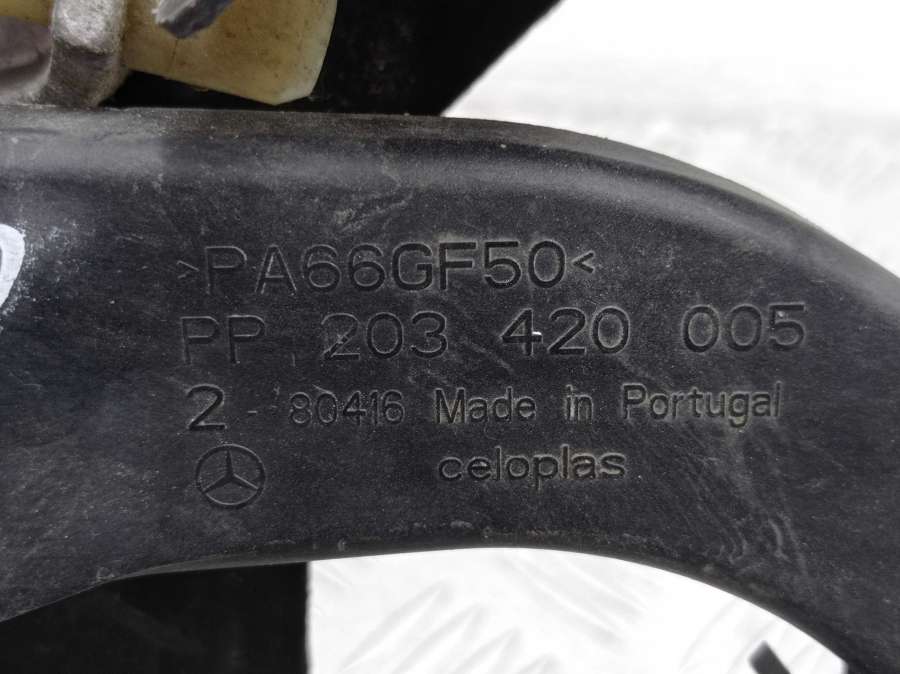 >PA66GF50<
PP 203 420 005
2 - 80416 Made in Portugal
celoplas